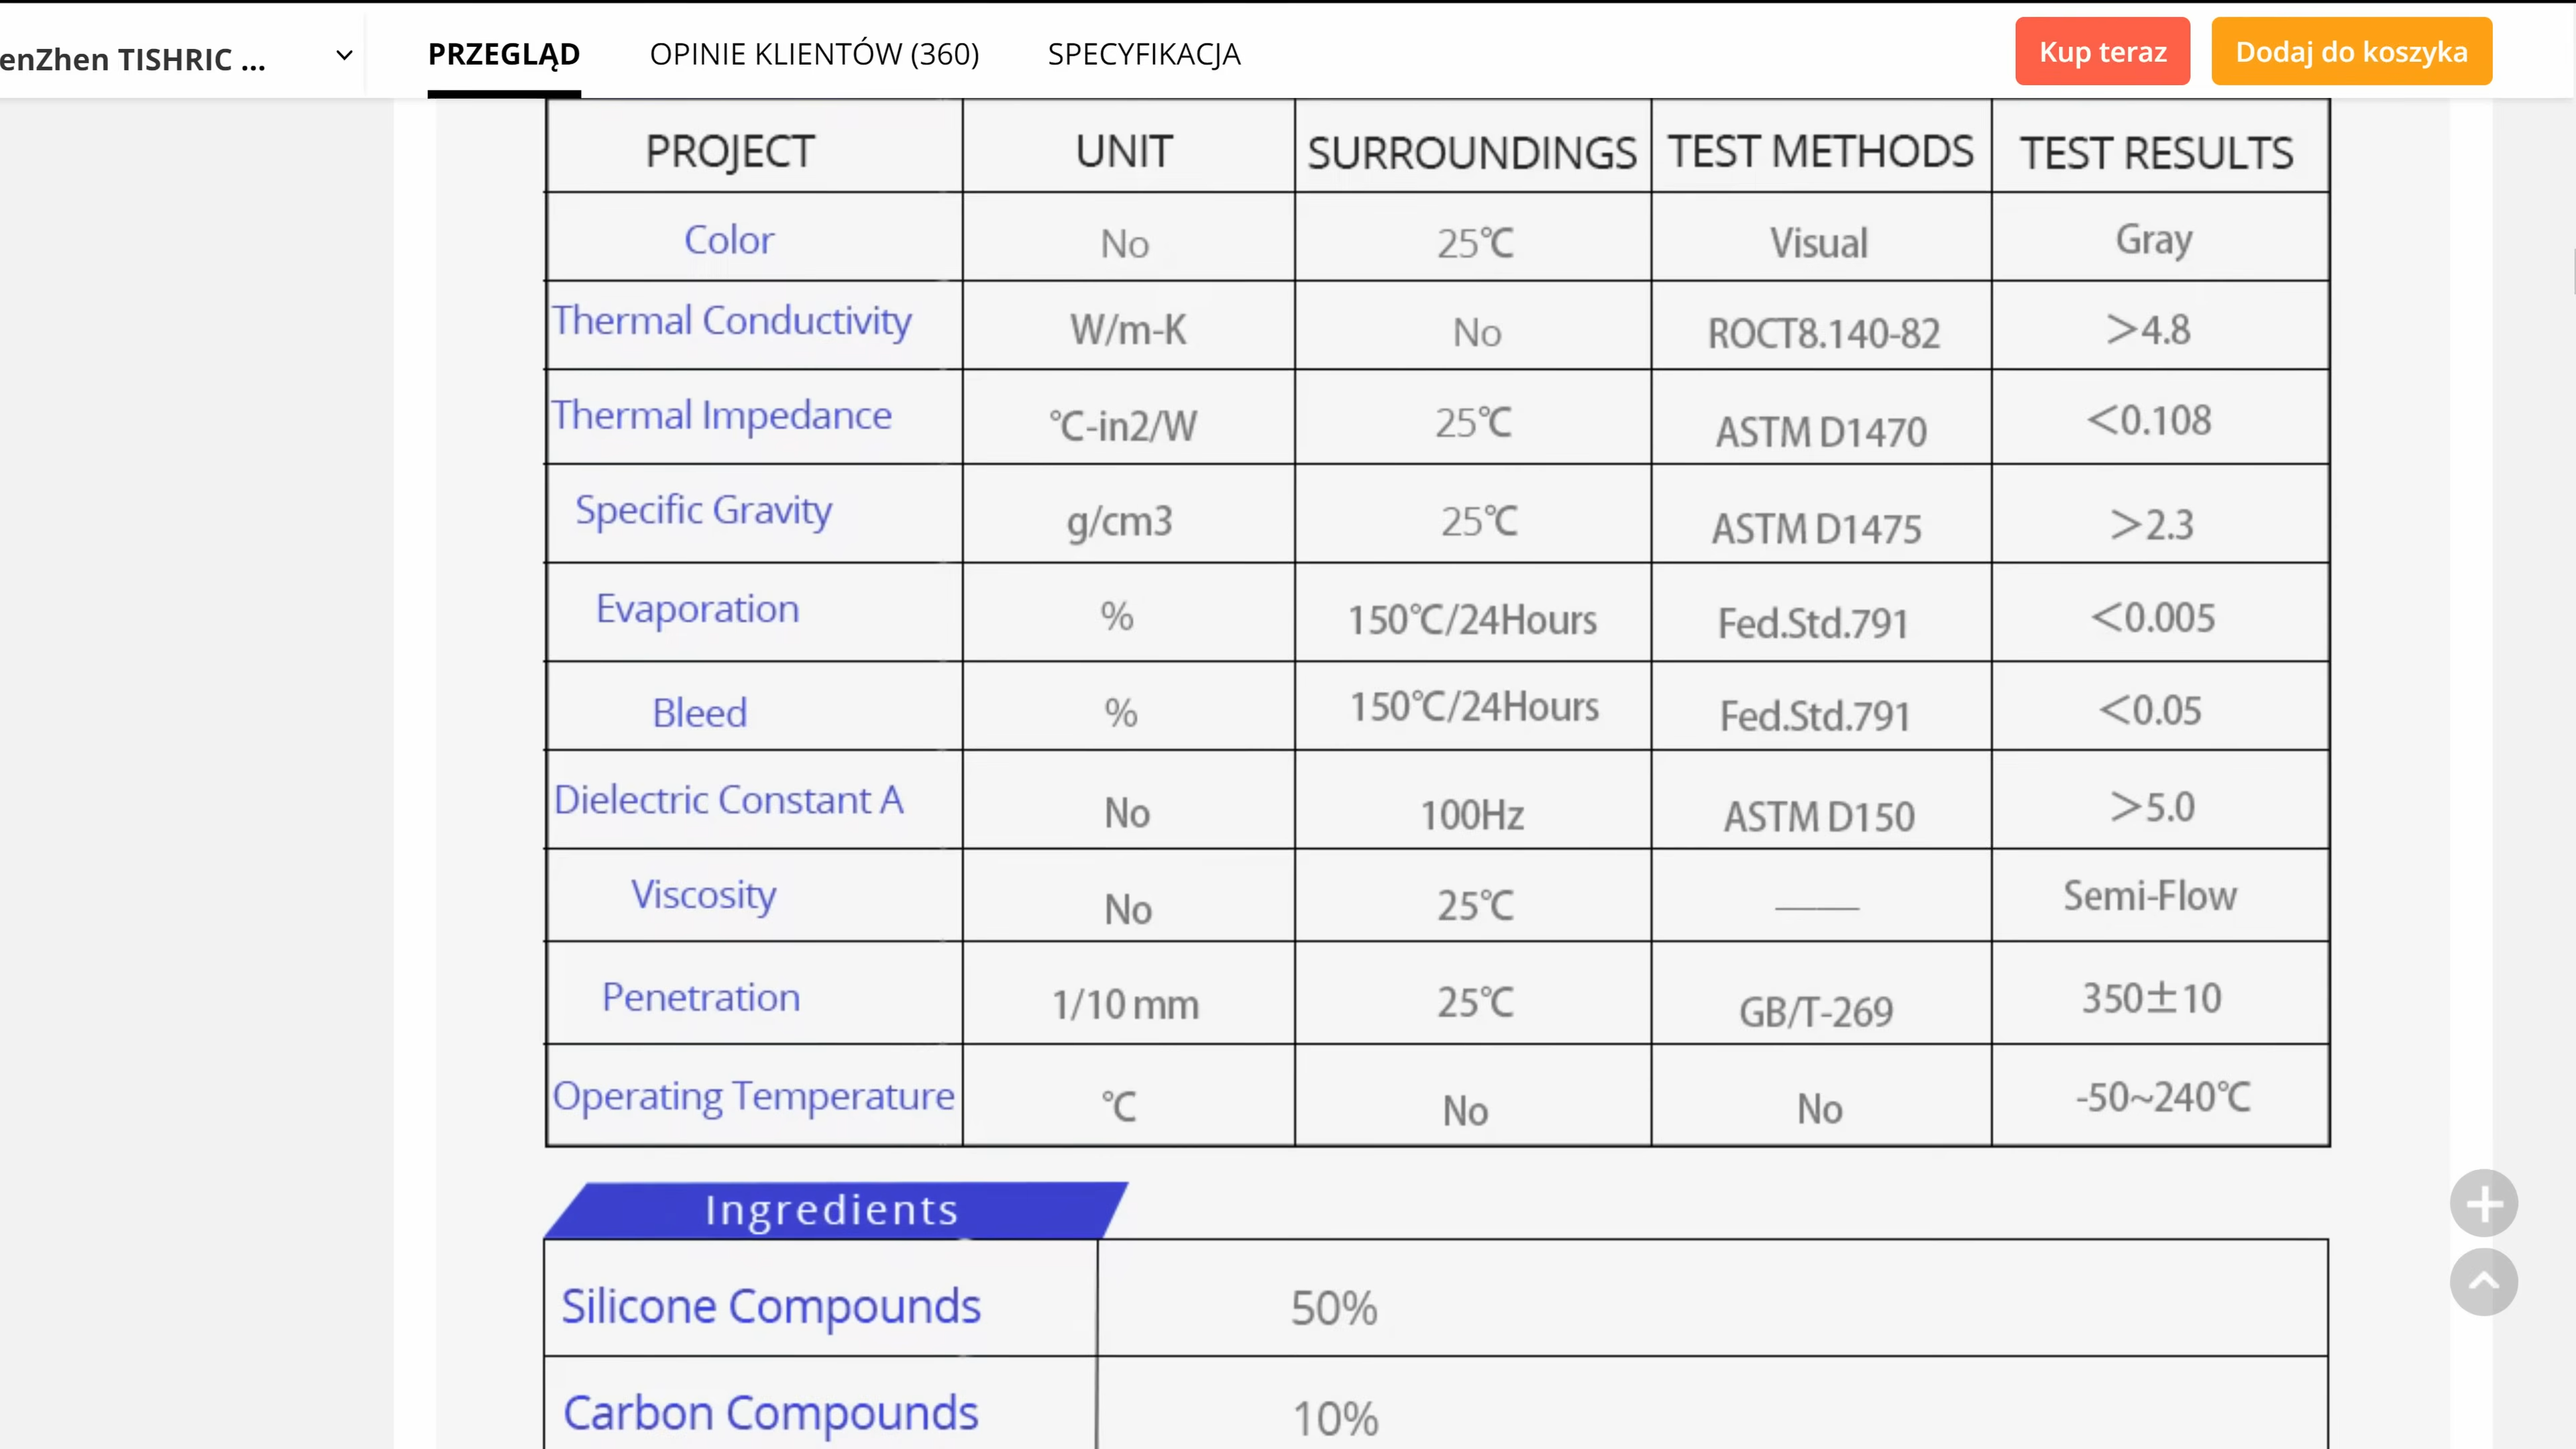 enZhen TISHRIC ...
PRZEGLĄD OPINIE KLIENTÓW (360) SPECYFIKACJA Kup teraz Dodaj do koszyka
PROJECT UNIT SURROUNDINGS TEST METHODS TEST RESULTS
Color No 25℃ Visual Gray
Thermal Conductivity W/m-K No ROCT8.140-82 >4.8
Thermal Impedance ℃-in2/W 25℃ ASTM D1470 <0.108
Specific Gravity g/cm3 25℃ ASTM D1475 >2.3
Evaporation % 150℃/24Hours Fed.Std.791 <0.005
Bleed % 150℃/24Hours Fed.Std.791 <0.05
Dielectric Constant A No 100Hz ASTM D150 >5.0
Viscosity No 25℃ —— Semi-Flow
Penetration 1/10 mm 25℃ GB/T-269 350±10
Operating Temperature ℃ No No -50~240℃
Ingredients
Silicone Compounds 50%
Carbon Compounds 10%